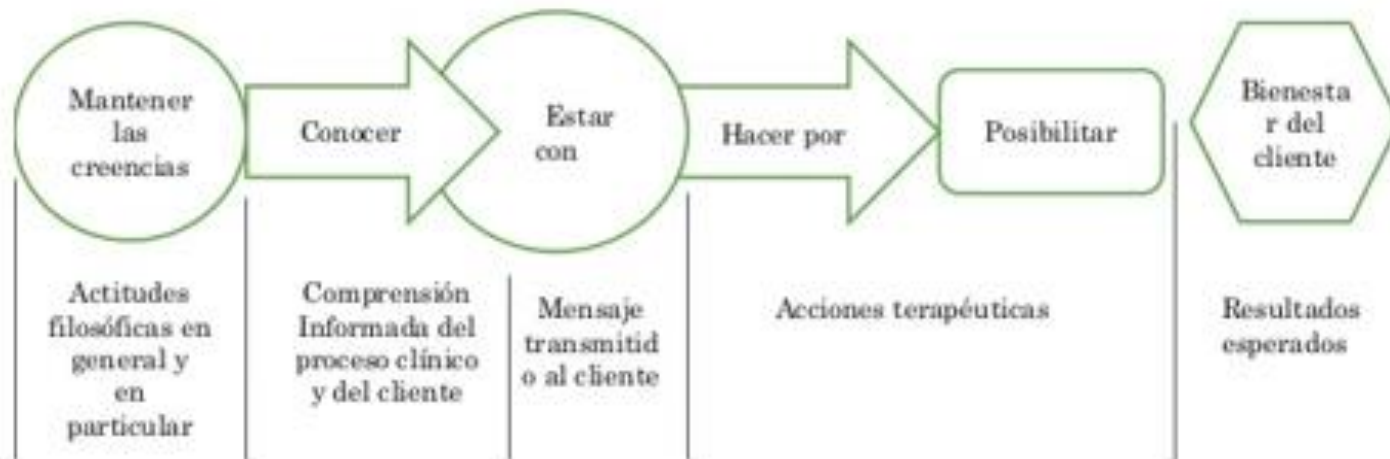 Mantener
las
creencias
Conocer
Estar
con
Hacer por
Posibilitar
Bienesta
r del
cliente
Actitudes
filosóficas en
general y
en
particular
Comprensión
Informada del
proceso clínico
y del cliente
Mensaje
transmitid
o al cliente
Acciones terapéuticas
Resultados
esperados